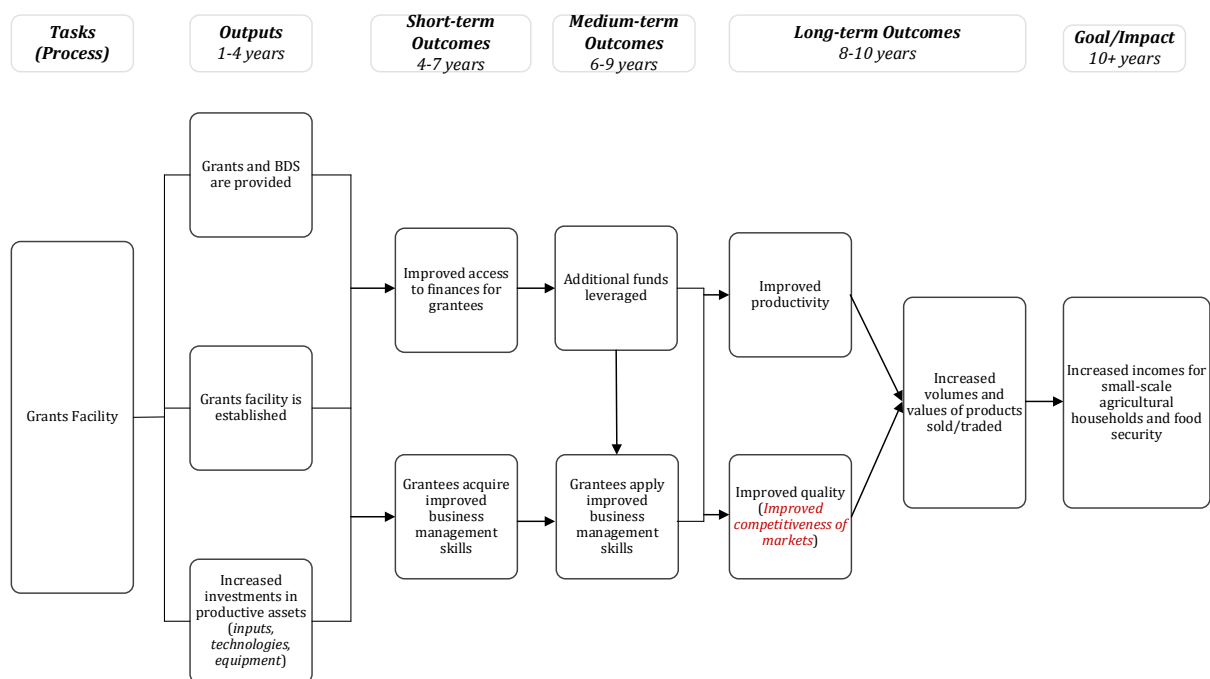 Tasks
(Process)
Outputs
1-4 years
Short-term
Outcomes
4-7 years
Medium-term
Outcomes
6-9 years
Long-term Outcomes
8-10 years
Goal/Impact
10+ years
Grants Facility
Grants and BDS
are provided
Grants facility is
established
Increased
investments in
productive assets
(inputs,
technologies,
equipment)
Improved access
to finances for
grantees
Grantees acquire
improved
business
management
skills
Additional funds
leveraged
Grantees apply
improved
business
management
skills
Improved
productivity
Improved quality
(Improved
competitiveness of
markets)
Increased
volumes and
values of products
sold/traded
Increased incomes for
small-scale
agricultural
households and food
security